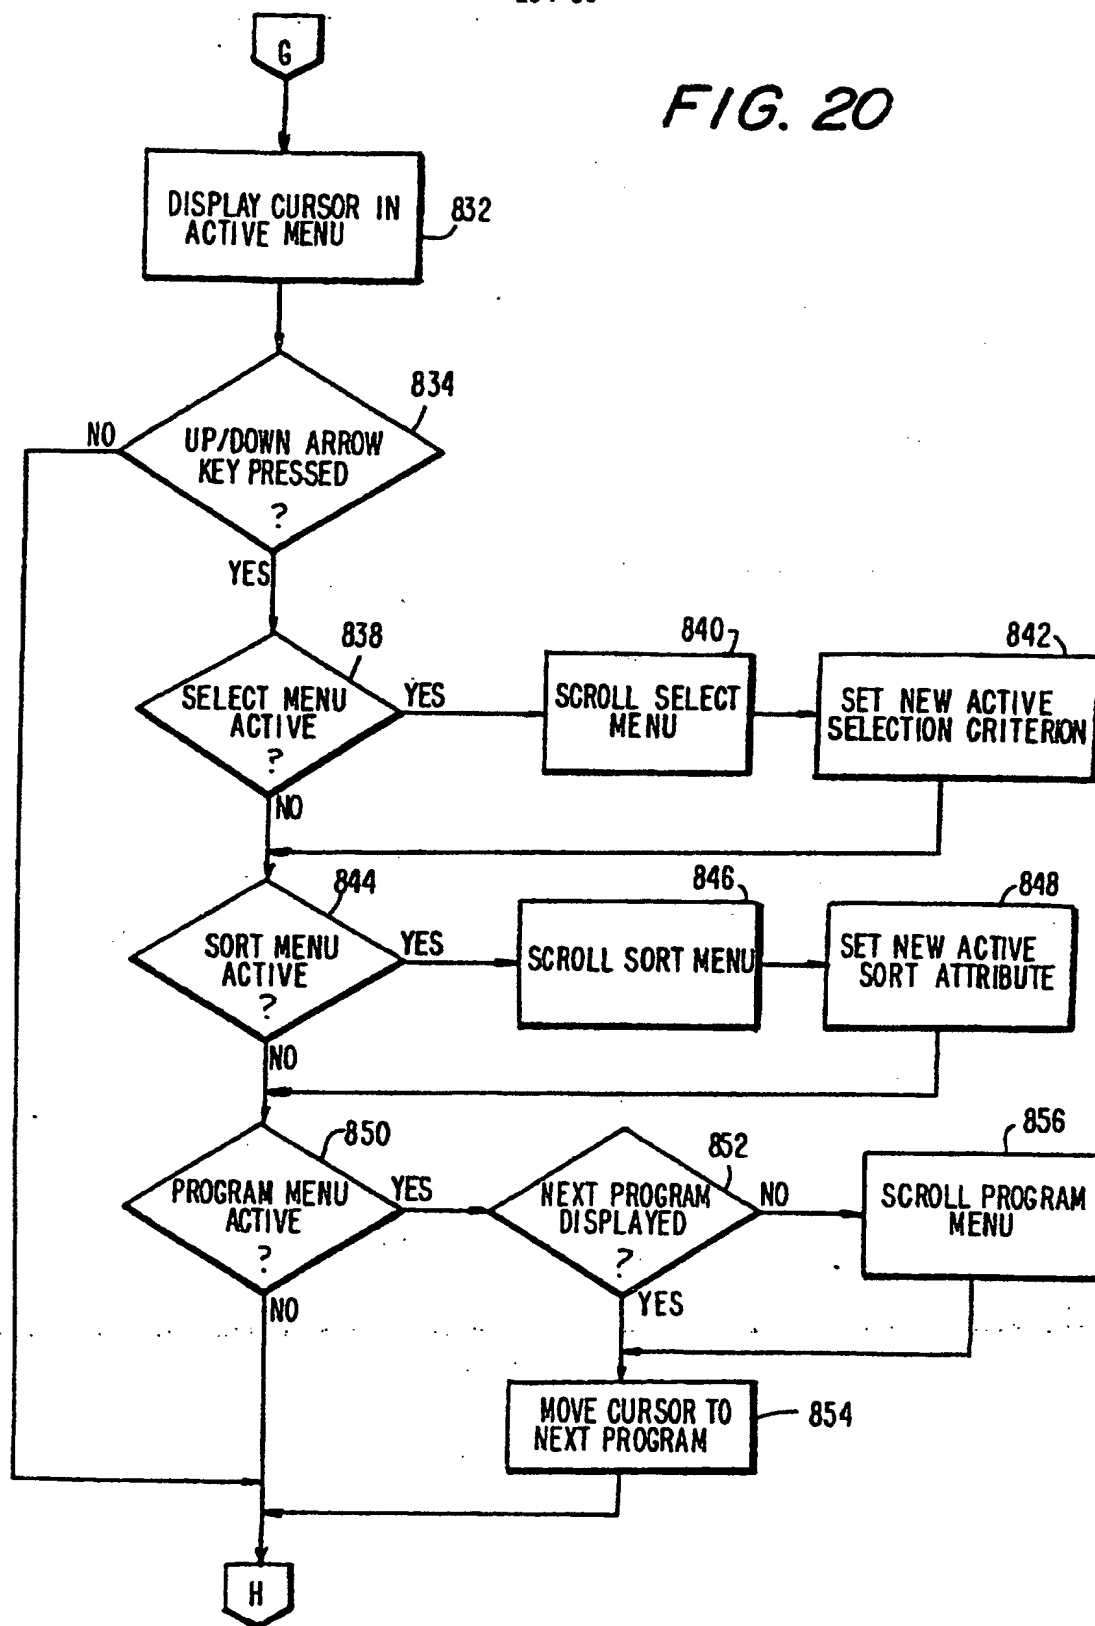 G
FIG. 20
DISPLAY CURSOR IN
ACTIVE MENU
832
834
NO
UP/DOWN ARROW
KEY PRESSED
?
YES
838
SELECT MENU
ACTIVE
?
YES
NO
840
SCROLL SELECT
MENU
842
SET NEW ACTIVE
SELECTION CRITERION
844
SORT MENU
ACTIVE
?
YES
NO
846
SCROLL SORT MENU
848
SET NEW ACTIVE
SORT ATTRIBUTE
850
PROGRAM MENU
ACTIVE
?
YES
NO
852
NEXT PROGRAM
DISPLAYED
?
NO
YES
856
SCROLL PROGRAM
MENU
MOVE CURSOR TO
NEXT PROGRAM
854
H